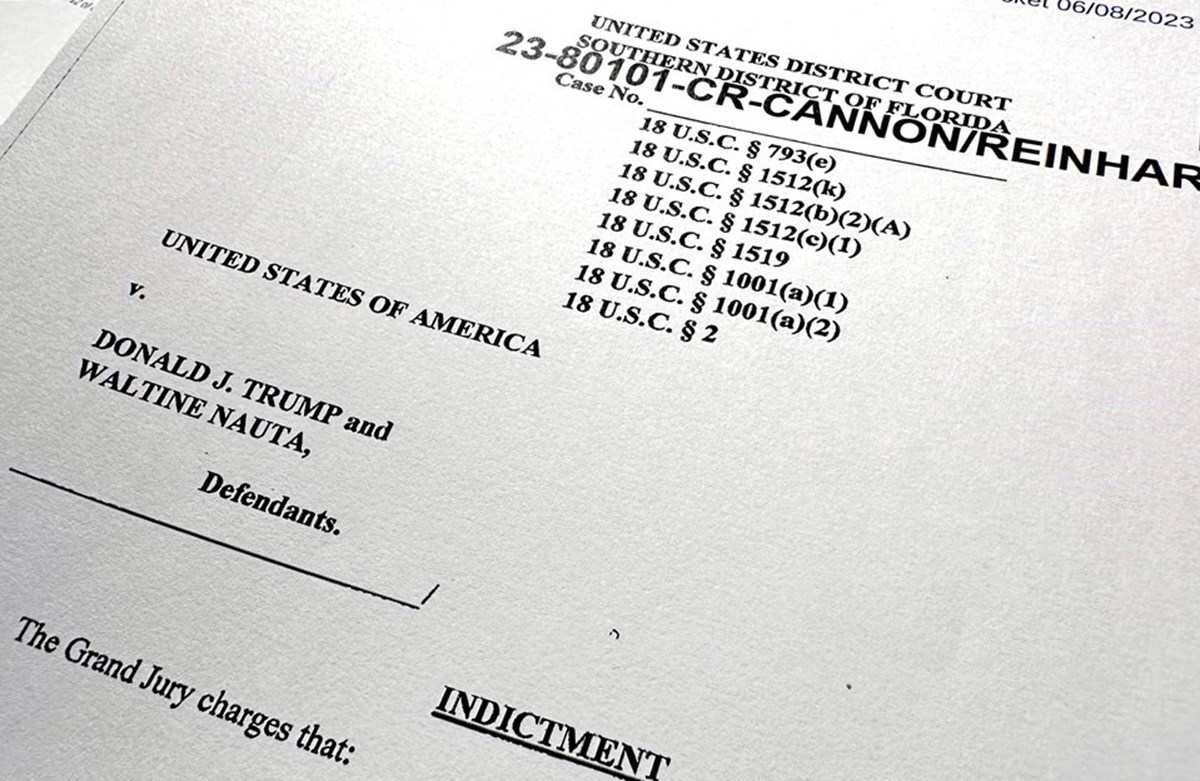 06/08/2023
UNITED STATES DISTRICT COURT
SOUTHERN DISTRICT OF FLORIDA
23-80101-CR-CANNON/REINHAR
Case No.
18 U.S.C. § 793(e)
18 U.S.C. § 1512(k)
18 U.S.C. § 1512(b)(2)(A)
18 U.S.C. § 1512(c)(1)
18 U.S.C. § 1519
18 U.S.C. § 1001(a)(1)
18 U.S.C. § 1001(a)(2)
18 U.S.C. § 2
UNITED STATES OF AMERICA
v.
DONALD J. TRUMP and
WALTINE NAUTA,
Defendants.
/
INDICTMENT
The Grand Jury charges that: